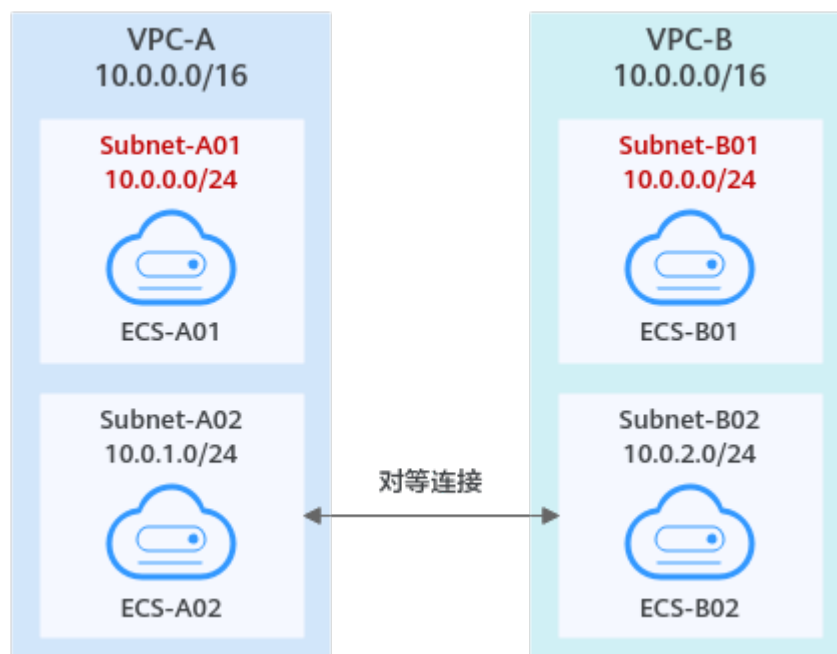 VPC-A
10.0.0.0/16
Subnet-A01
10.0.0.0/24
ECS-A01
Subnet-A02
10.0.1.0/24
ECS-A02
对等连接
VPC-B
10.0.0.0/16
Subnet-B01
10.0.0.0/24
ECS-B01
Subnet-B02
10.0.2.0/24
ECS-B02